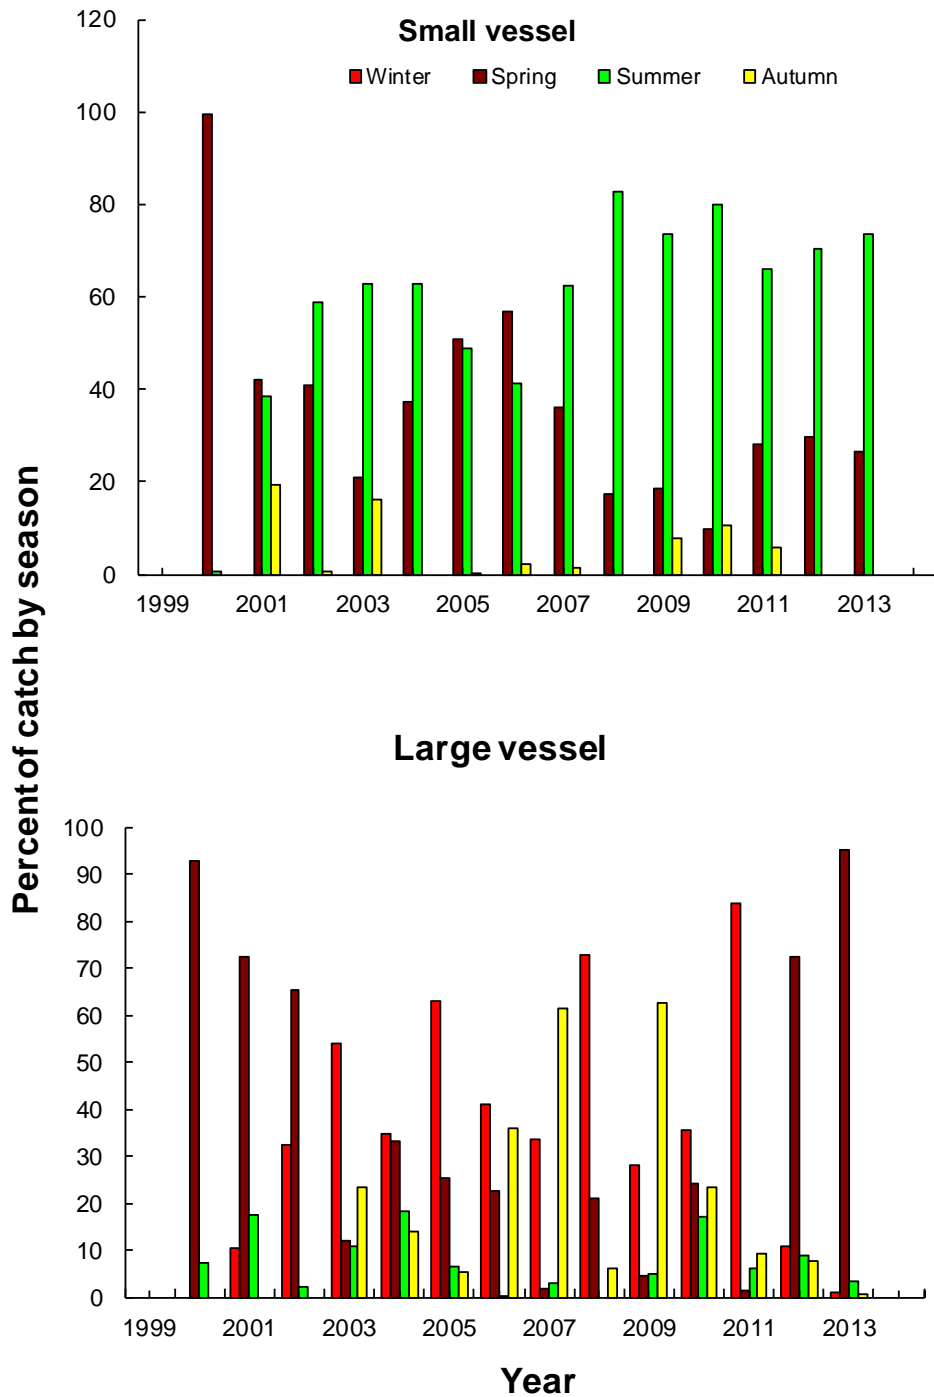 Small vessel
Winter Spring Summer Autumn
120
100
80
60
40
20
0
1999 2001 2003 2005 2007 2009 2011 2013
Percent of catch by season
Large vessel
100
90
80
70
60
50
40
30
20
10
0
1999 2001 2003 2005 2007 2009 2011 2013
Year